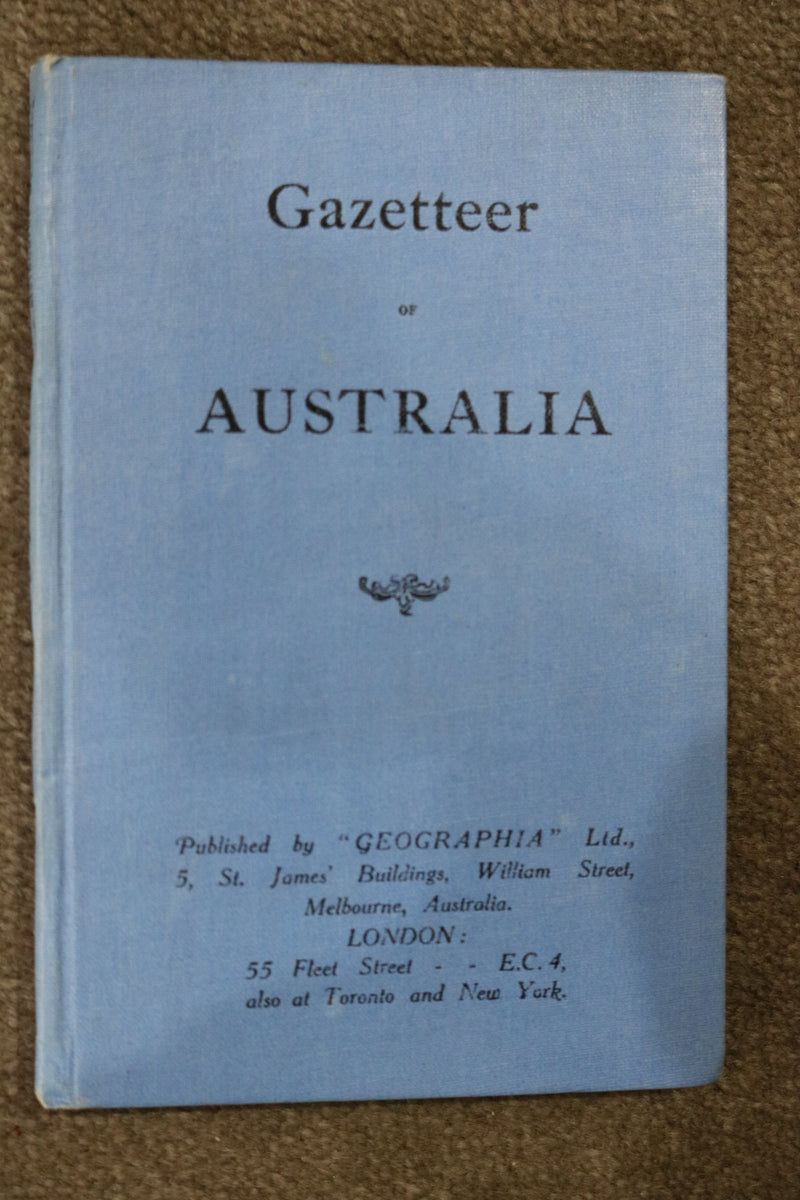 Gazetteer
OF
AUSTRALIA
Published by "GEOGRAPHIA" Ltd.,
5, St. James' Buildings, William Street,
Melbourne, Australia.
LONDON:
55 Fleet Street - - E.C. 4,
also at Toronto and New York.